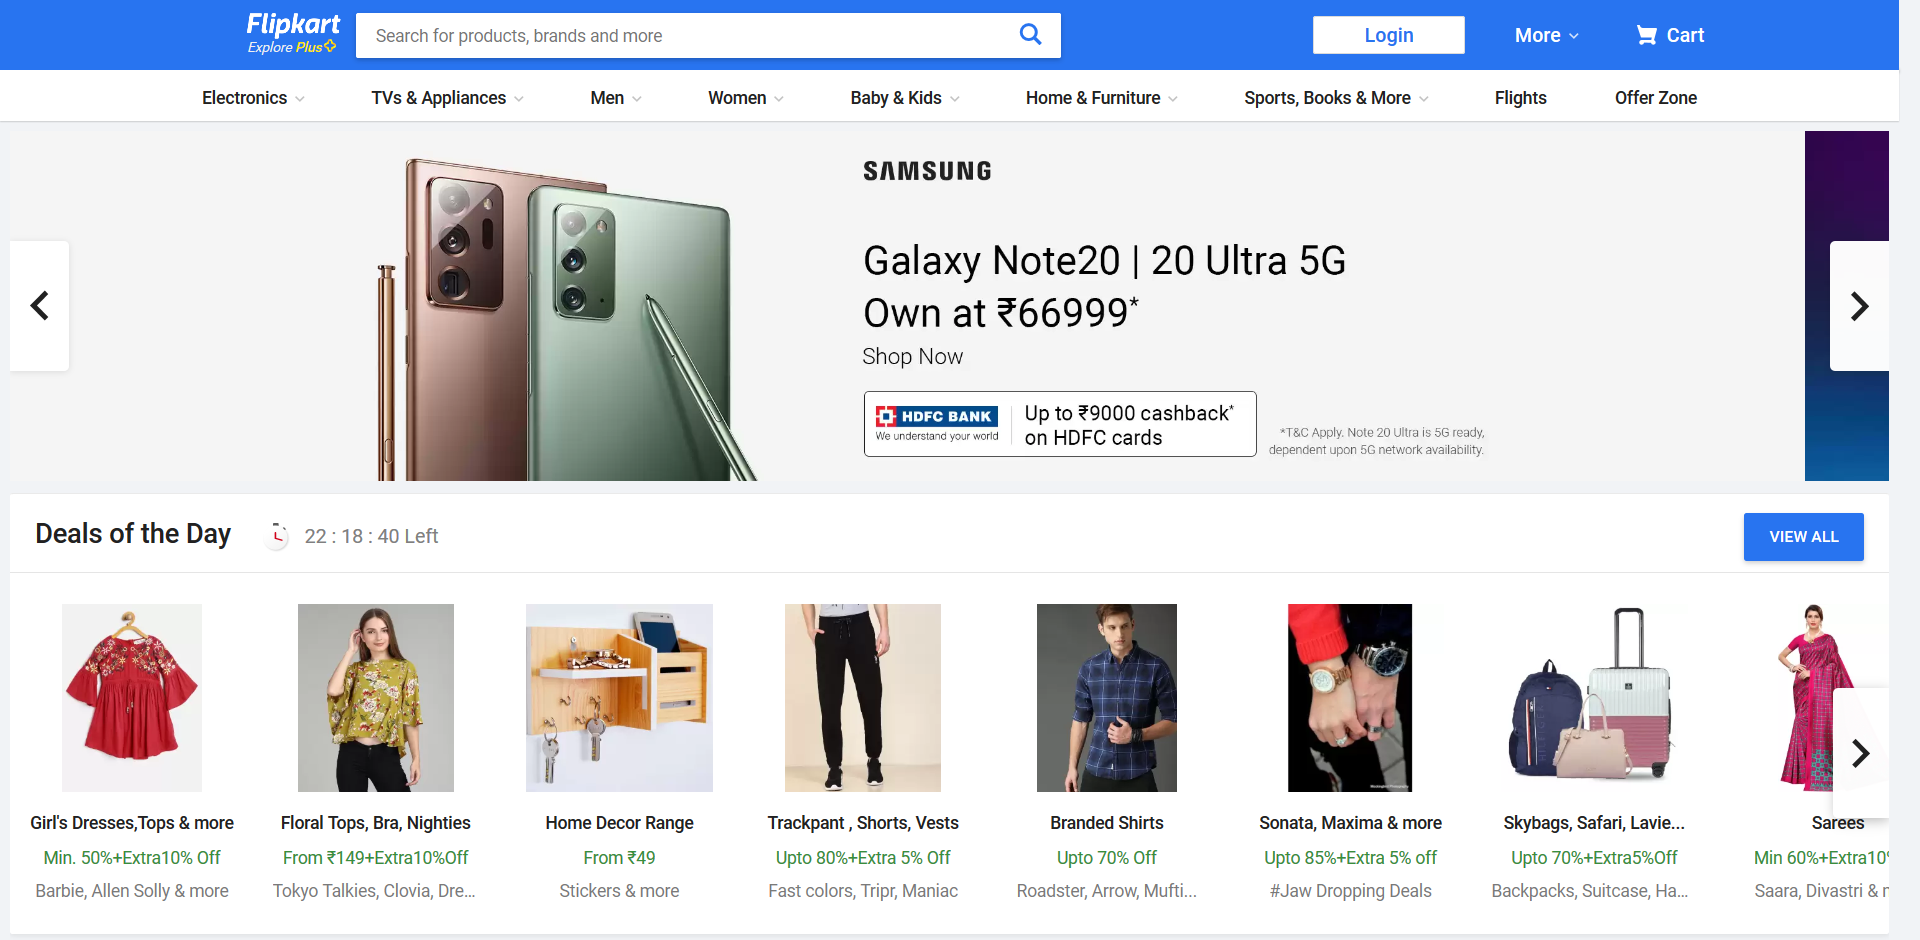 Flipkart
Explore Plus
Search for products, brands and more
Login
More
Cart
Electronics
TVs & Appliances
Men
Women
Baby & Kids
Home & Furniture
Sports, Books & More
Flights
Offer Zone
SAMSUNG
Galaxy Note20 | 20 Ultra 5G
Own at ₹66999*
Shop Now
HDFC BANK
We understand your world
Up to ₹9000 cashback*
on HDFC cards
*T&C Apply. Note 20 Ultra is 5G ready,
dependent upon 5G network availability.
Deals of the Day
22 : 18 : 40 Left
VIEW ALL
Girl's Dresses,Tops & more
Min. 50%+Extra10% Off
Barbie, Allen Solly & more
Floral Tops, Bra, Nighties
From ₹149+Extra10%Off
Tokyo Talkies, Clovia, Dre...
Home Decor Range
From ₹49
Stickers & more
Trackpant , Shorts, Vests
Upto 80%+Extra 5% Off
Fast colors, Tripr, Maniac
Branded Shirts
Upto 70% Off
Roadster, Arrow, Mufti...
Sonata, Maxima & more
Upto 85%+Extra 5% off
#Jaw Dropping Deals
Skybags, Safari, Lavie...
Upto 70%+Extra5%Off
Backpacks, Suitcase, Ha...
Sarees
Min 60%+Extra10%
Saara, Divastri &